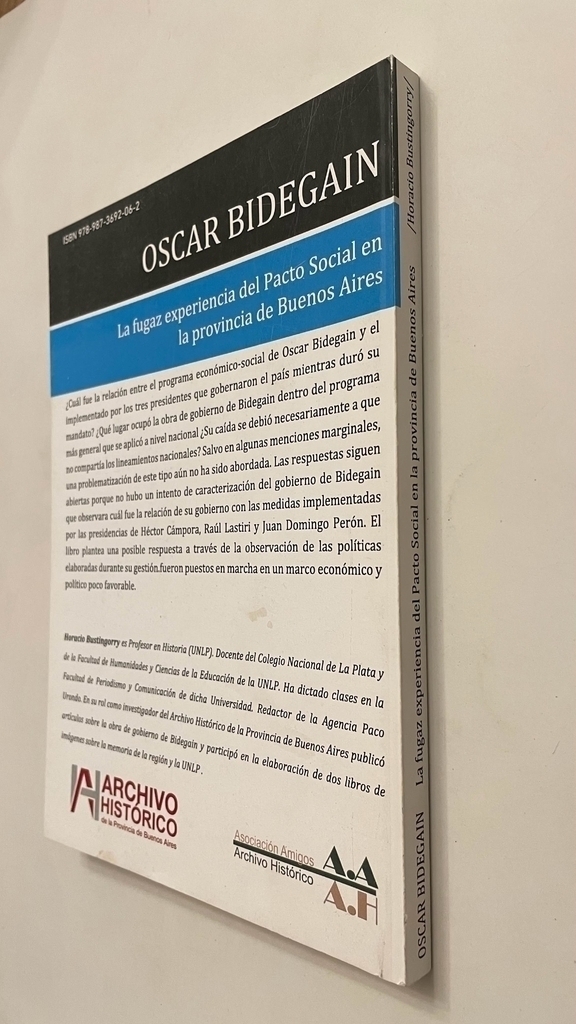 ISBN 978-987-3692-06-2
OSCAR BIDEGAIN
La fugaz experiencia del Pacto Social en
la provincia de Buenos Aires
¿Cuál fue la relación entre el programa económico-social de Oscar Bidegain y el
implementado por los tres presidentes que gobernaron el país mientras duró su
mandato? ¿Qué lugar ocupó la obra de gobierno de Bidegain dentro del programa
más general que se aplicó a nivel nacional ¿Su caída se debió necesariamente a que
no compartía los lineamientos nacionales? Salvo en algunas menciones marginales,
una problematización de este tipo aún no ha sido abordada. Las respuestas siguen
abiertas porque no hubo un intento de caracterización del gobierno de Bidegain
que observara cuál fue la relación de su gobierno con las medidas implementadas
por las presidencias de Héctor Cámpora, Raúl Lastiri y Juan Domingo Perón. El
libro plantea una posible respuesta a través de la observación de las políticas
elaboradas durante su gestión.fueron puestos en marcha en un marco económico y
político poco favorable.
Horacio Bustingorry es Profesor en Historia (UNLP). Docente del Colegio Nacional de La Plata y
de la Facultad de Humanidades y Ciencias de la Educación de la UNLP. Ha dictado clases en la
Facultad de Periodismo y Comunicación de dicha Universidad. Redactor de la Agencia Paco
Urondo. En su rol como investigador del Archivo Histórico de la Provincia de Buenos Aires publicó
artículos sobre la obra de gobierno de Bidegain y participó en la elaboración de dos libros de
imágenes sobre la memoria de la región y la UNLP .
AH ARCHIVO
HISTÓRICO
de la Provincia de Buenos Aires
Asociación Amigos
Archivo Histórico
A.A
A.H
OSCAR BIDEGAIN La fugaz experiencia del Pacto Social en la provincia de Buenos Aires /Horacio Bustingorry/